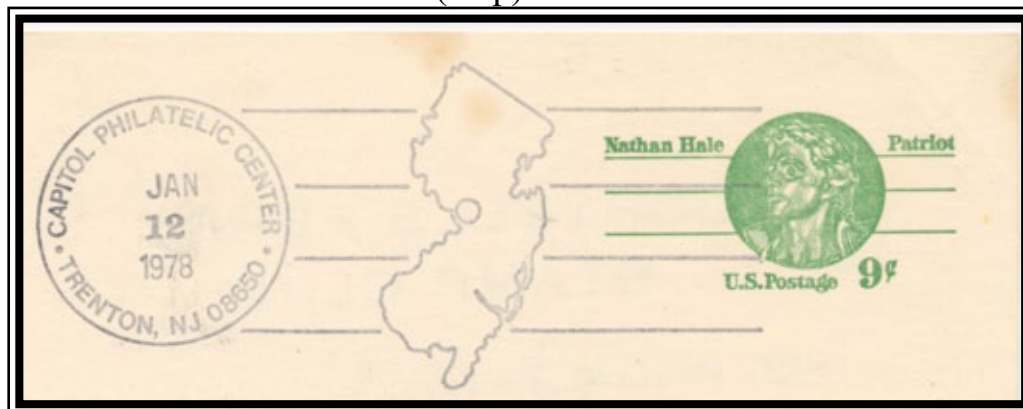 CAPITOL PHILATELIC CENTER
JAN
12
1978
TRENTON, NJ 08650
Nathan Hale
Patriot
U.S. Postage 9¢